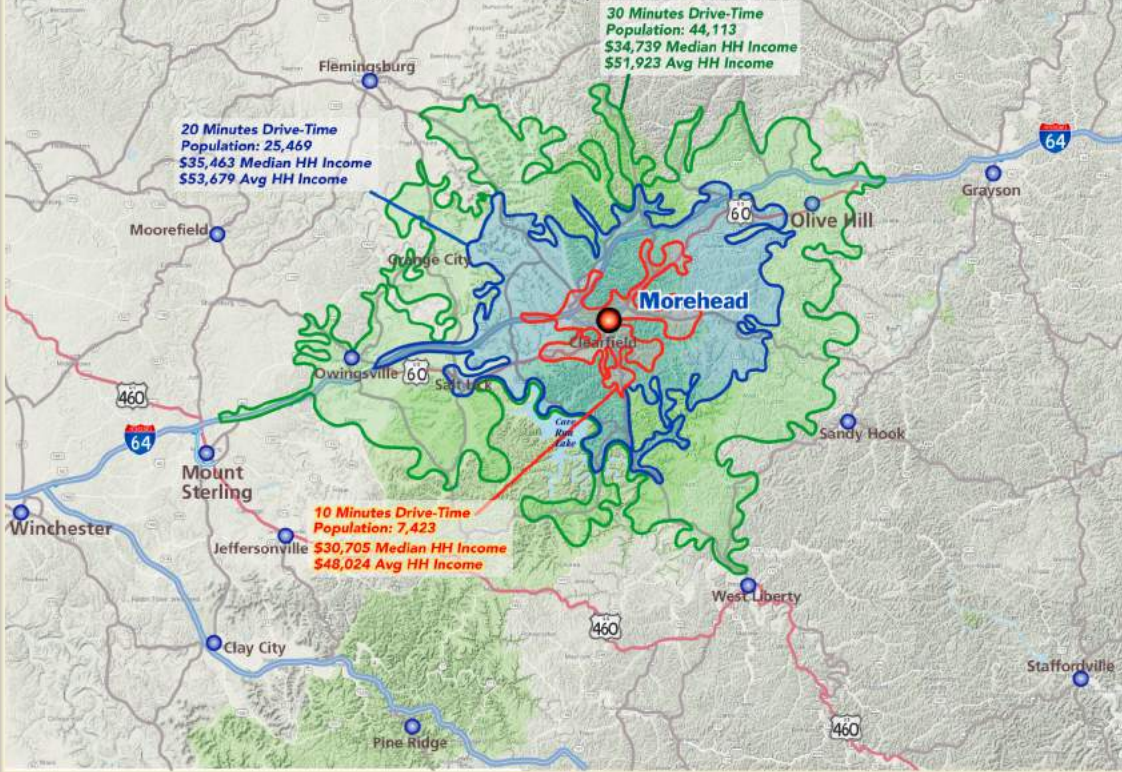 30 Minutes Drive-Time
Population: 44,113
$34,739 Median HH Income
$51,923 Avg HH Income
Flemingsburg
20 Minutes Drive-Time
Population: 25,469
$35,463 Median HH Income
$53,679 Avg HH Income
64
Grayson
60
Olive Hill
Moorefield
Grange City
Morehead
Clearfield
Owingsville
60
Salt Lick
460
64
Cave
Run
Lake
Sandy Hook
Mount
Sterling
Winchester
10 Minutes Drive-Time
Population: 7,423
$30,705 Median HH Income
$48,024 Avg HH Income
Jeffersonville
West Liberty
460
Clay City
Staffordville
460
Pine Ridge